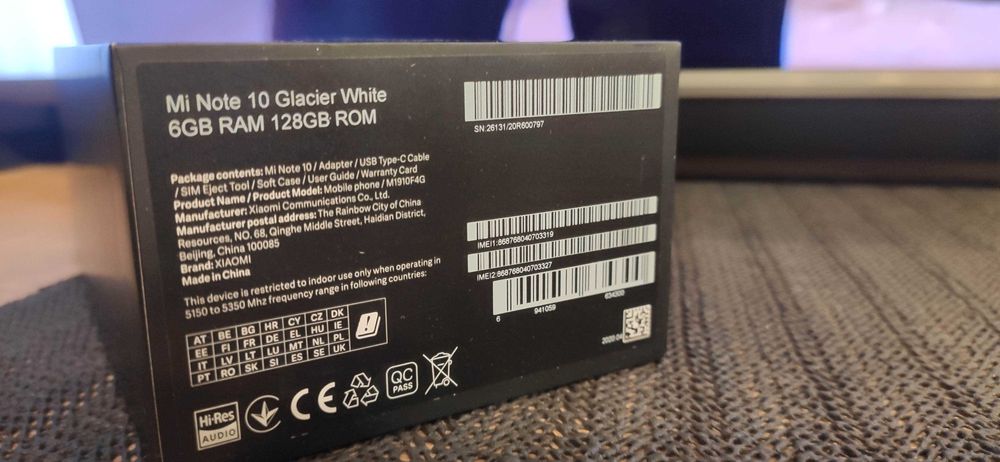 Mi Note 10 Glacier White
6GB RAM 128GB ROM
Package contents: Mi Note 10 / Adapter / USB Type-C Cable
/ SIM Eject Tool / Soft Case / User Guide / Warranty Card
Product Name / Product Model: Mobile phone / M1910F4G
Manufacturer: Xiaomi Communications Co., Ltd.
Manufacturer postal address: The Rainbow City of China
Resources, NO. 68, Qinghe Middle Street, Haidian District,
Beijing, China 100085
Brand: XIAOMI
Made in China
This device is restricted to indoor use only when operating in
5150 to 5350 Mhz frequency range in following countries:
AT BE BG HR CY CZ DK
EE FI FR DE EL HU IE
IT LV LT LU MT NL PL
PT RO SK SI ES SE UK
Hi-Res
AUDIO
CE
QC
PASS
SN:26131/20R600797
IMEI1:868768040703319
IMEI2:868768040703327
6 941059 634300
2020.04